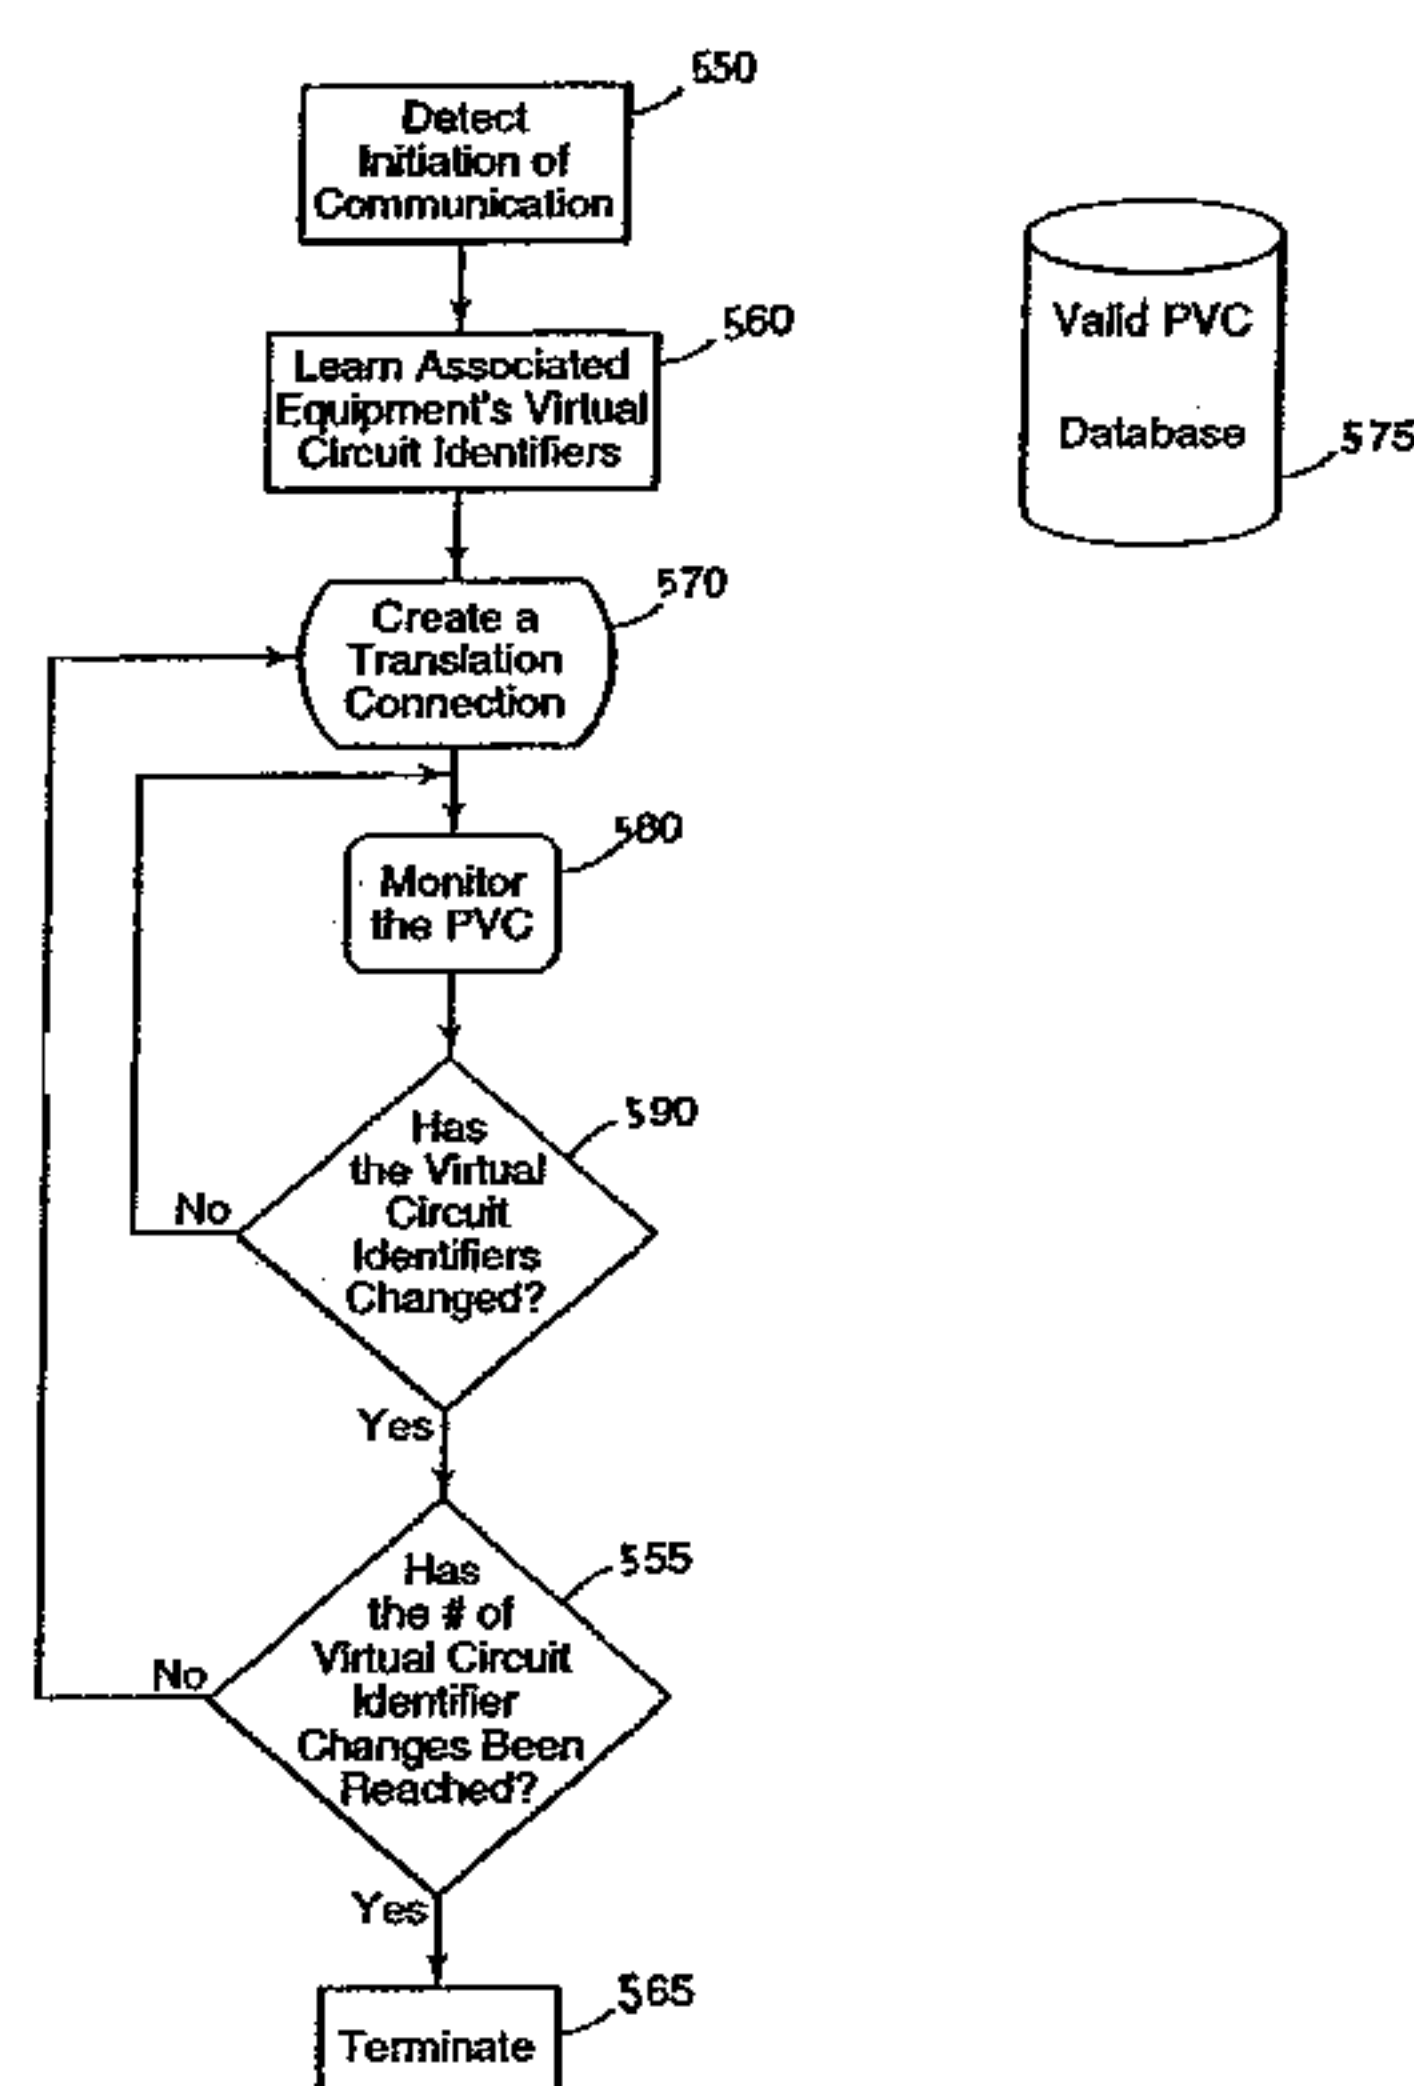 550
Detect
Initiation of
Communication
560
Learn Associated
Equipment's Virtual
Circuit Identifiers
Valid PVC
Database
575
570
Create a
Translation
Connection
580
Monitor
the PVC
590
Has
the Virtual
Circuit
Identifiers
Changed?
No
Yes
555
Has
the # of
Virtual Circuit
Identifier
Changes Been
Reached?
No
Yes
565
Terminate